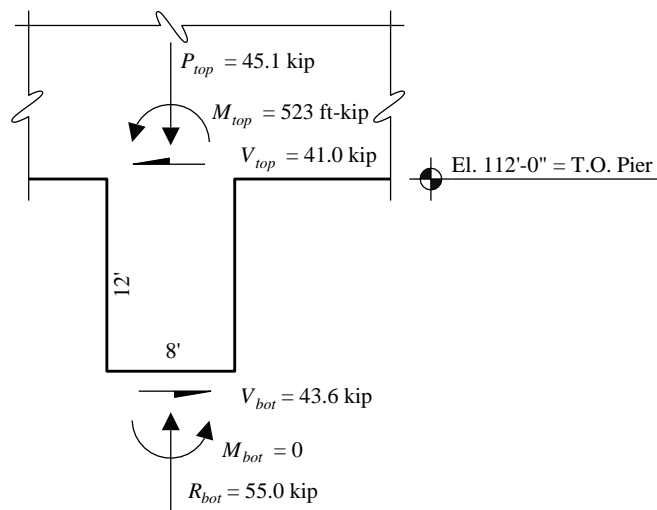 P_top = 45.1 kip
M_top = 523 ft-kip
V_top = 41.0 kip
El. 112'-0" = T.O. Pier
12'
8'
V_bot = 43.6 kip
M_bot = 0
R_bot = 55.0 kip